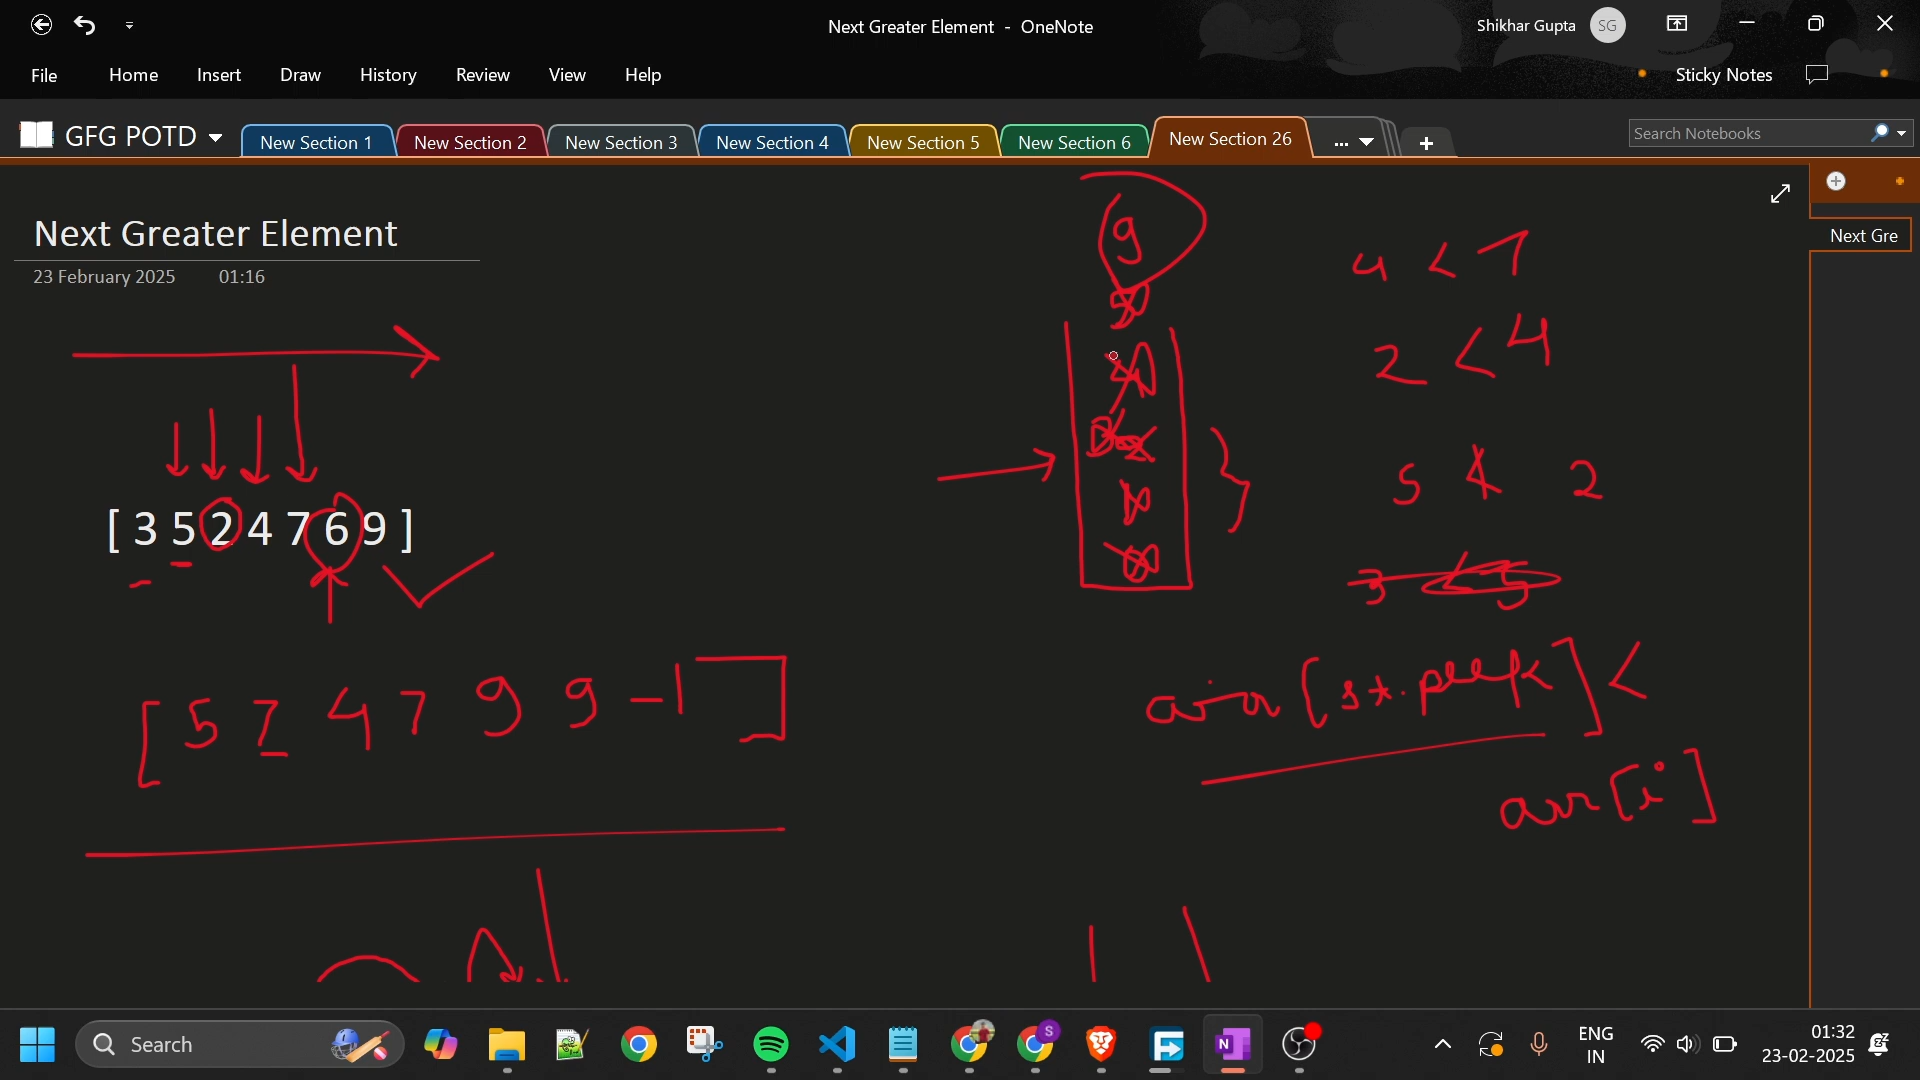 Next Greater Element - OneNote
Shikhar Gupta
SG
File Home Insert Draw History Review View Help
Sticky Notes
GFG POTD
New Section 1
New Section 2
New Section 3
New Section 4
New Section 5
New Section 6
New Section 26
...
+
Search Notebooks
Next Gre
Next Greater Element
23 February 2025 01:16
9
4 < 7
2 < 4
[ 3 5 2 4 7 6 9 ]
5 < 2
3 < 5
[ 5 7 4 7 9 9 -1 ]
arr [st.peek] <
arr[i]
Search
ENG
IN
01:32
23-02-2025